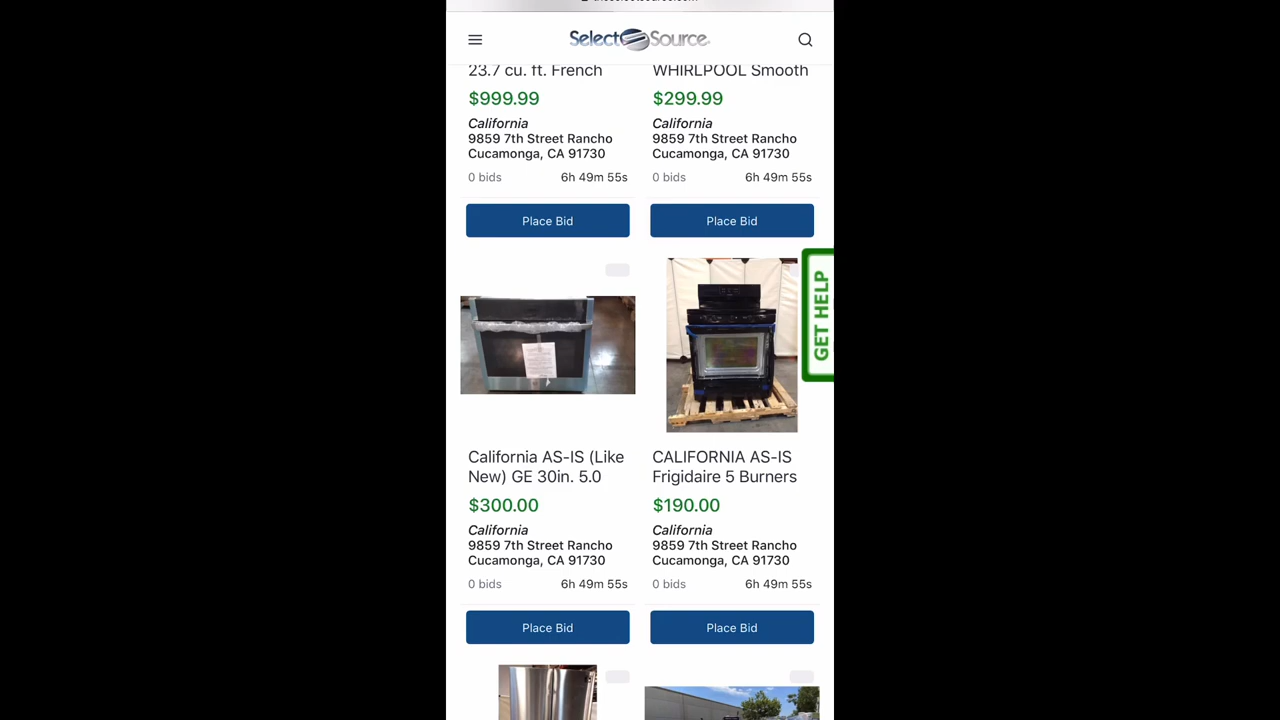 Select Source
23.7 cu. ft. French
$999.99
California
9859 7th Street Rancho
Cucamonga, CA 91730
0 bids 6h 49m 55s
Place Bid
WHIRLPOOL Smooth
$299.99
California
9859 7th Street Rancho
Cucamonga, CA 91730
0 bids 6h 49m 55s
Place Bid
GET HELP
California AS-IS (Like
New) GE 30in. 5.0
$300.00
California
9859 7th Street Rancho
Cucamonga, CA 91730
0 bids 6h 49m 55s
Place Bid
CALIFORNIA AS-IS
Frigidaire 5 Burners
$190.00
California
9859 7th Street Rancho
Cucamonga, CA 91730
0 bids 6h 49m 55s
Place Bid